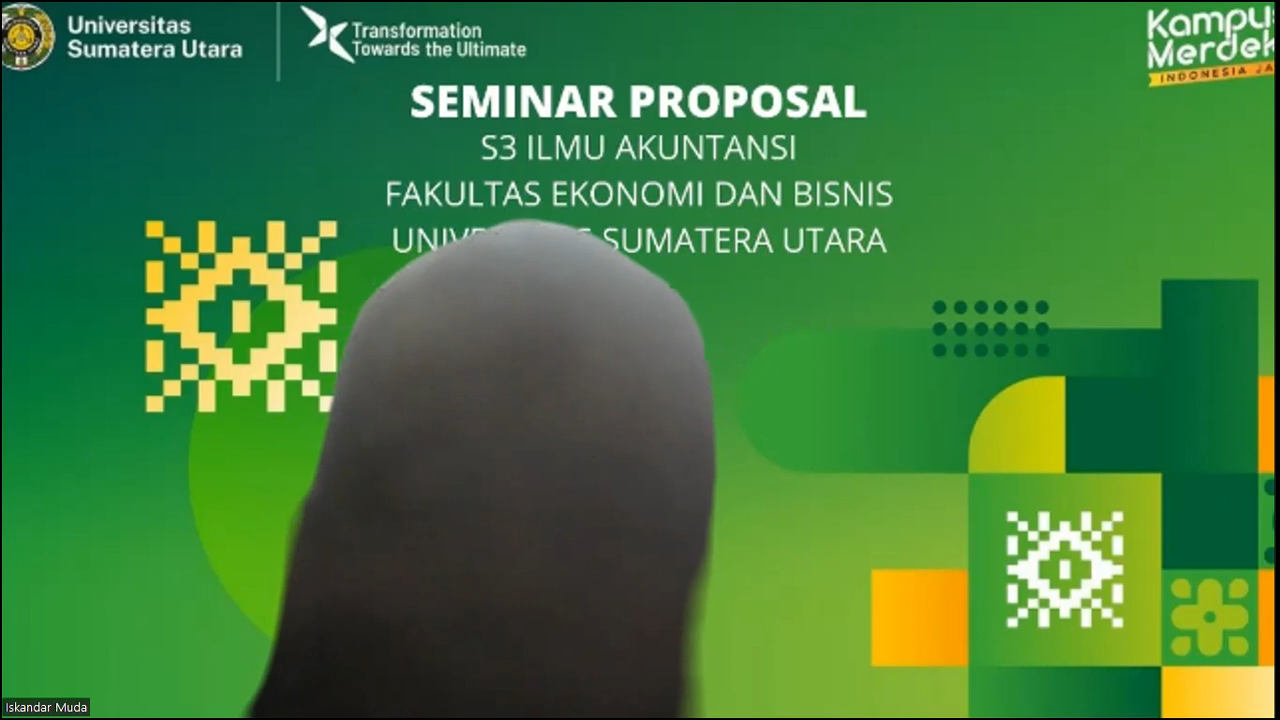 Universitas
Sumatera Utara
Transformation
Towards the Ultimate
Kampu
Merdek
INDONESIA JA
SEMINAR PROPOSAL
S3 ILMU AKUNTANSI
FAKULTAS EKONOMI DAN BISNIS
SUMATERA UTARA
Iskandar Muda